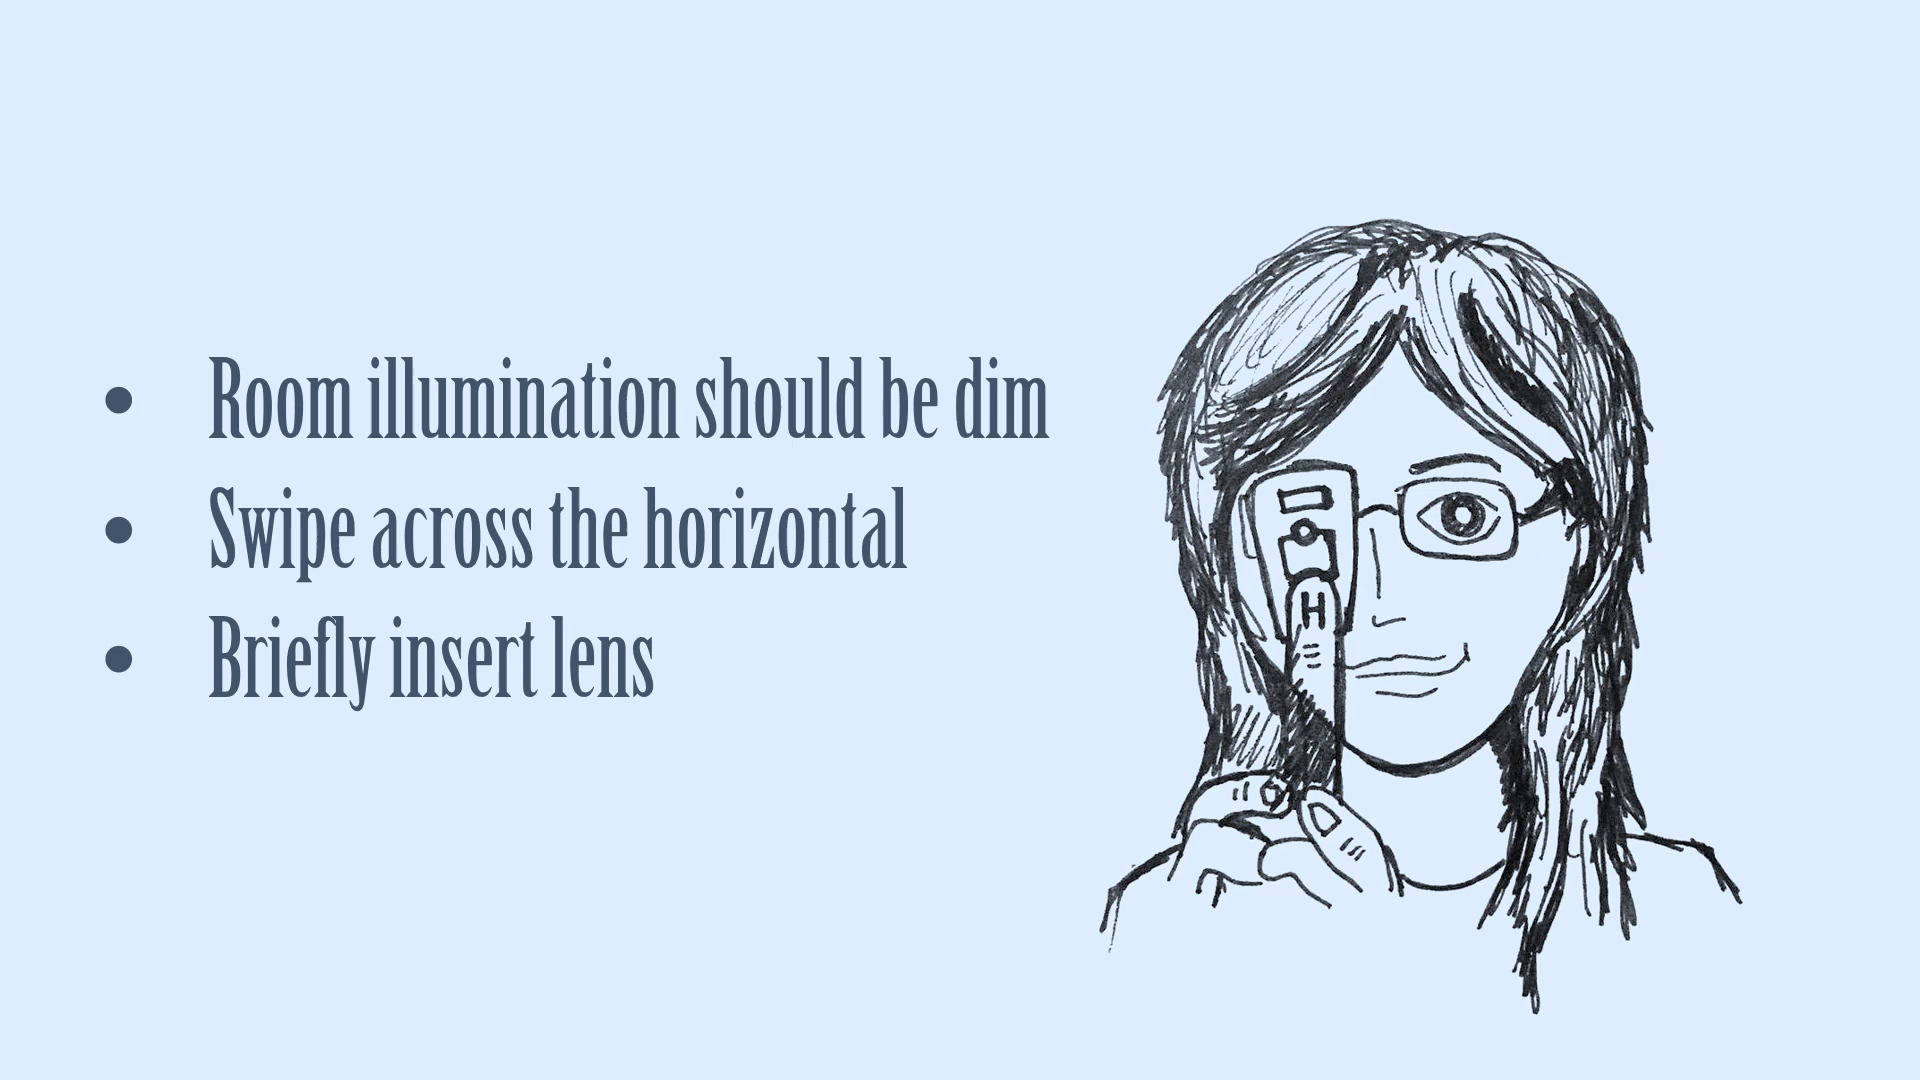 • Room illumination should be dim
• Swipe across the horizontal
• Briefly insert lens
H